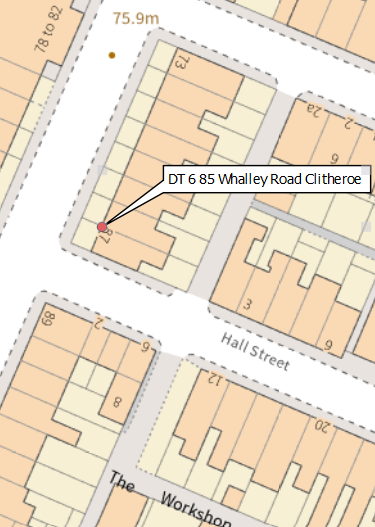 75.9m
78 to 82
73
2a
2
6
DT 6 85 Whalley Road Clitheroe
87
3
6
Hall Street
89
2
6
8
12
20
The Workshop